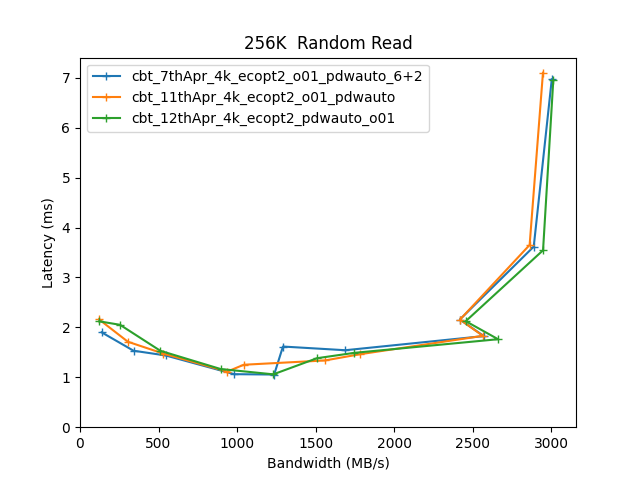 256K  Random Read
cbt_7thApr_4k_ecopt2_o01_pdwauto_6+2
cbt_11thApr_4k_ecopt2_o01_pdwauto
cbt_12thApr_4k_ecopt2_pdwauto_o01
Latency (ms)
7
6
5
4
3
2
1
0
0 500 1000 1500 2000 2500 3000
Bandwidth (MB/s)